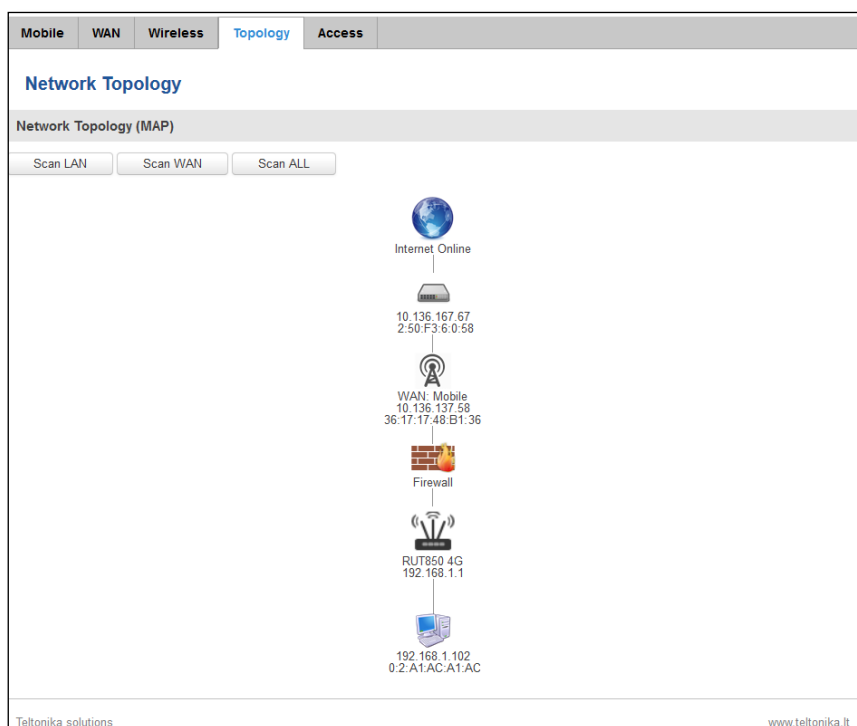 Mobile WAN Wireless Topology Access
Network Topology
Network Topology (MAP)
Scan LAN Scan WAN Scan ALL
Internet Online
10.136.167.67
2:50:F3:6:0:58
WAN: Mobile
10.136.137.58
36:17:17:48:B1:36
Firewall
RUT850 4G
192.168.1.1
192.168.1.102
0:2:A1:AC:A1:AC
Teltonika solutions www.teltonika.lt